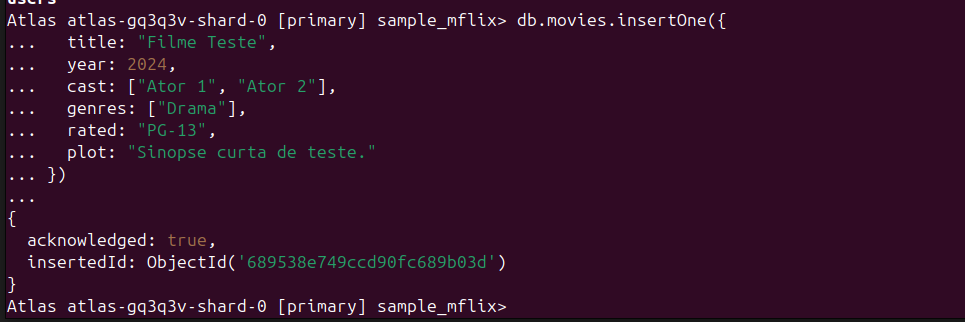 users
Atlas atlas-gq3q3v-shard-0 [primary] sample_mflix> db.movies.insertOne({
...   title: "Filme Teste",
...   year: 2024,
...   cast: ["Ator 1", "Ator 2"],
...   genres: ["Drama"],
...   rated: "PG-13",
...   plot: "Sinopse curta de teste."
... })
...
{
  acknowledged: true,
  insertedId: ObjectId('689538e749ccd90fc689b03d')
}
Atlas atlas-gq3q3v-shard-0 [primary] sample_mflix>